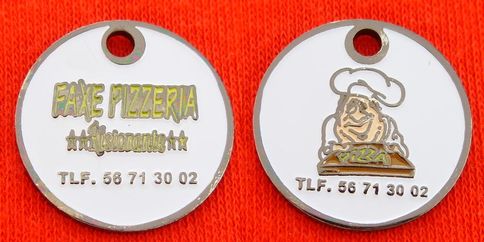 FAXE PIZZERIA
Ristorante
TLF. 56 71 30 02
PIZZA
TLF. 56 71 30 02